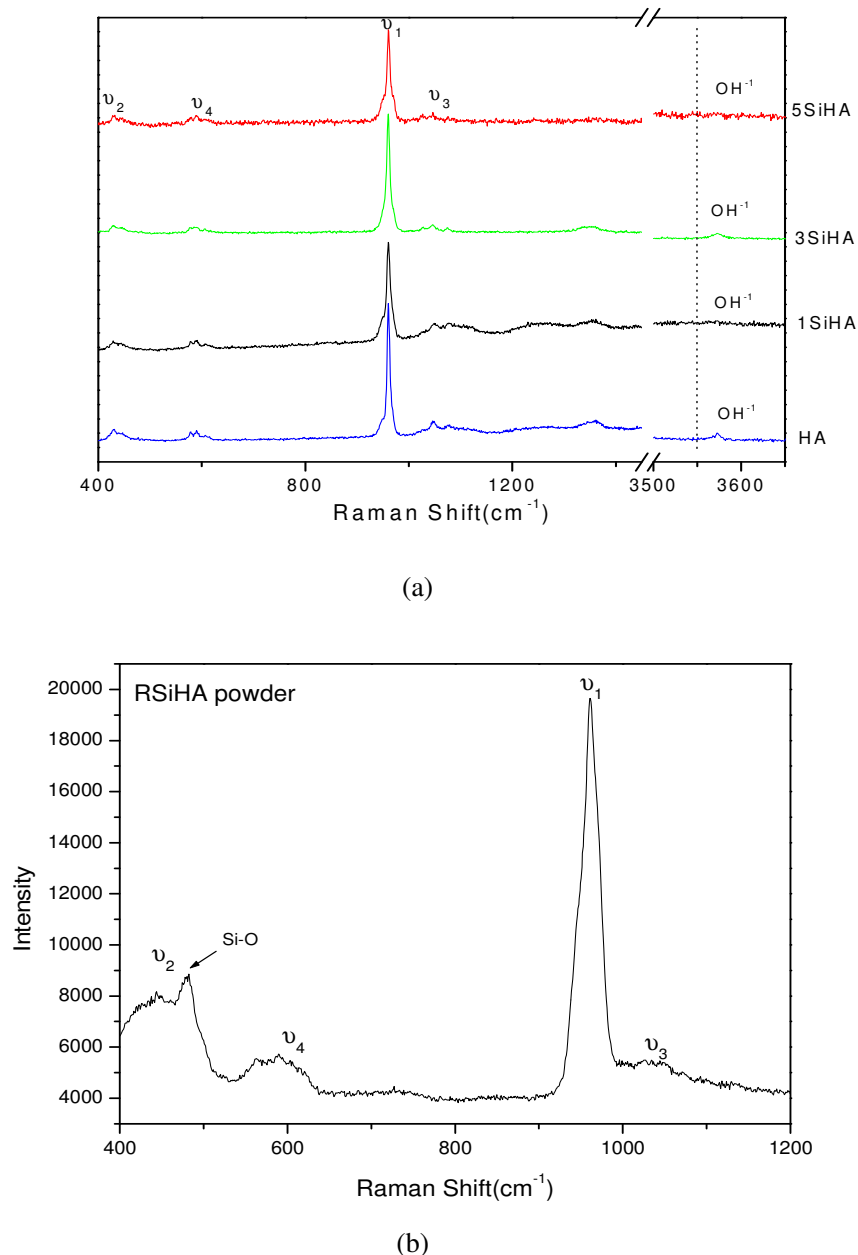 υ1
υ2
υ4
υ3
OH-1
5SiHA
OH-1
3SiHA
OH-1
1SiHA
OH-1
HA
400
800
1200
3500
3600
Raman Shift(cm-1)
(a)
20000
18000
16000
14000
12000
10000
8000
6000
4000
Intensity
RSiHA powder
υ1
Si-O
υ2
υ4
υ3
400
600
800
1000
1200
Raman Shift(cm-1)
(b)